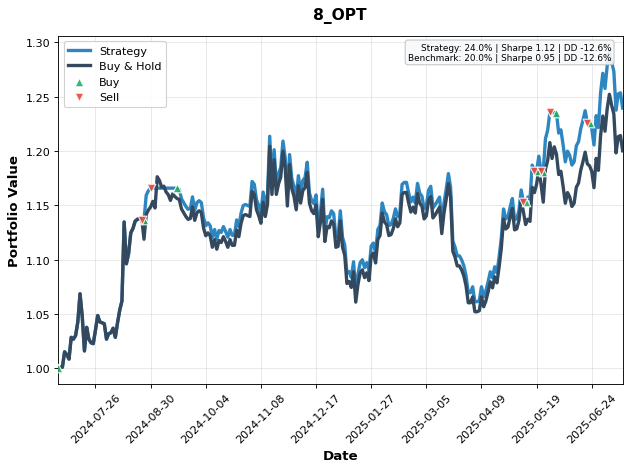 8_OPT
Strategy: 24.0% | Sharpe 1.12 | DD -12.6%
Benchmark: 20.0% | Sharpe 0.95 | DD -12.6%
Strategy
Buy & Hold
Buy
Sell
Portfolio Value
1.30
1.25
1.20
1.15
1.10
1.05
1.00
2024-07-26
2024-08-30
2024-10-04
2024-11-08
2024-12-17
2025-01-27
2025-03-05
2025-04-09
2025-05-19
2025-06-24
Date